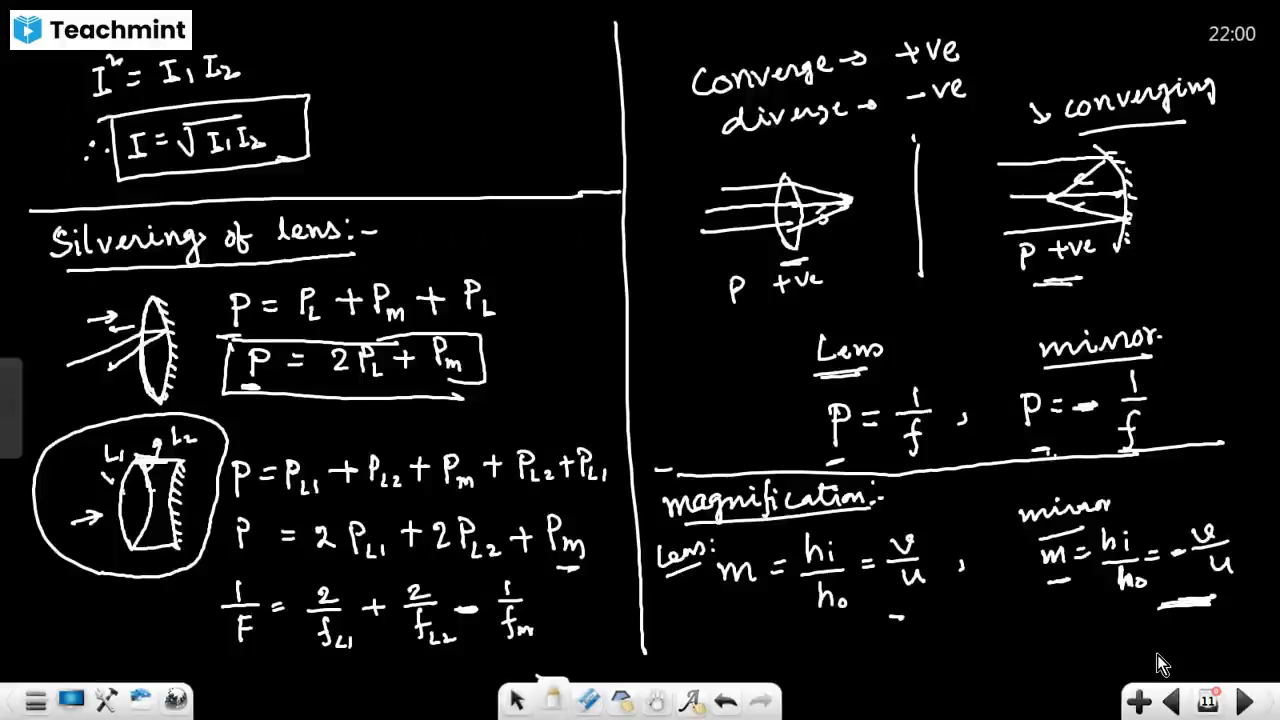 Teachmint
22:00
I² = I₁ I₂
∴ I = √I₁I₂
Silvering of lens:-
P = PL + Pm + PL
P = 2PL + Pm
L1 L2
P = PL1 + PL2 + Pm + PL2 + PL1
P = 2PL1 + 2PL2 + Pm
1/F = 2/fL1 + 2/fL2 - 1/fm
Converge → +ve
diverge → -ve
converging
P +ve
P +ve
Lens
mirror.
P = 1/f , P = - 1/f
magnification:-
Lens: m = hi/ho = v/u ,
mirror
m = hi/ho = -v/u
11